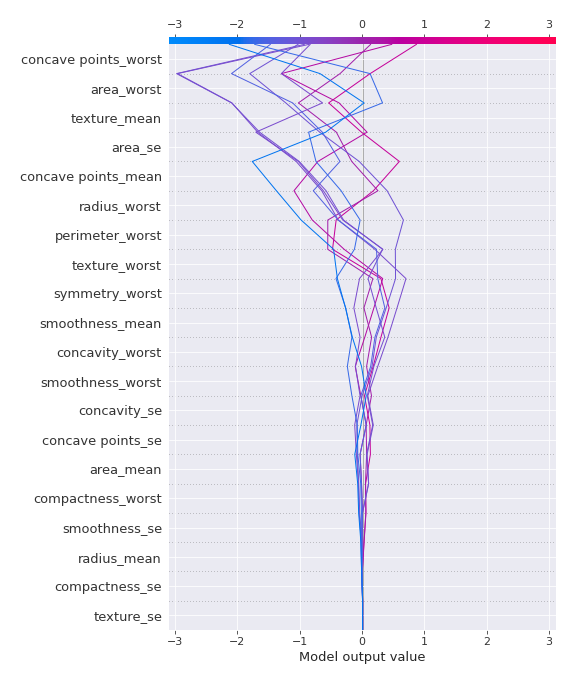 −3 −2 −1 0 1 2 3
concave points_worst
area_worst
texture_mean
area_se
concave points_mean
radius_worst
perimeter_worst
texture_worst
symmetry_worst
smoothness_mean
concavity_worst
smoothness_worst
concavity_se
concave points_se
area_mean
compactness_worst
smoothness_se
radius_mean
compactness_se
texture_se
−3 −2 −1 0 1 2 3
Model output value